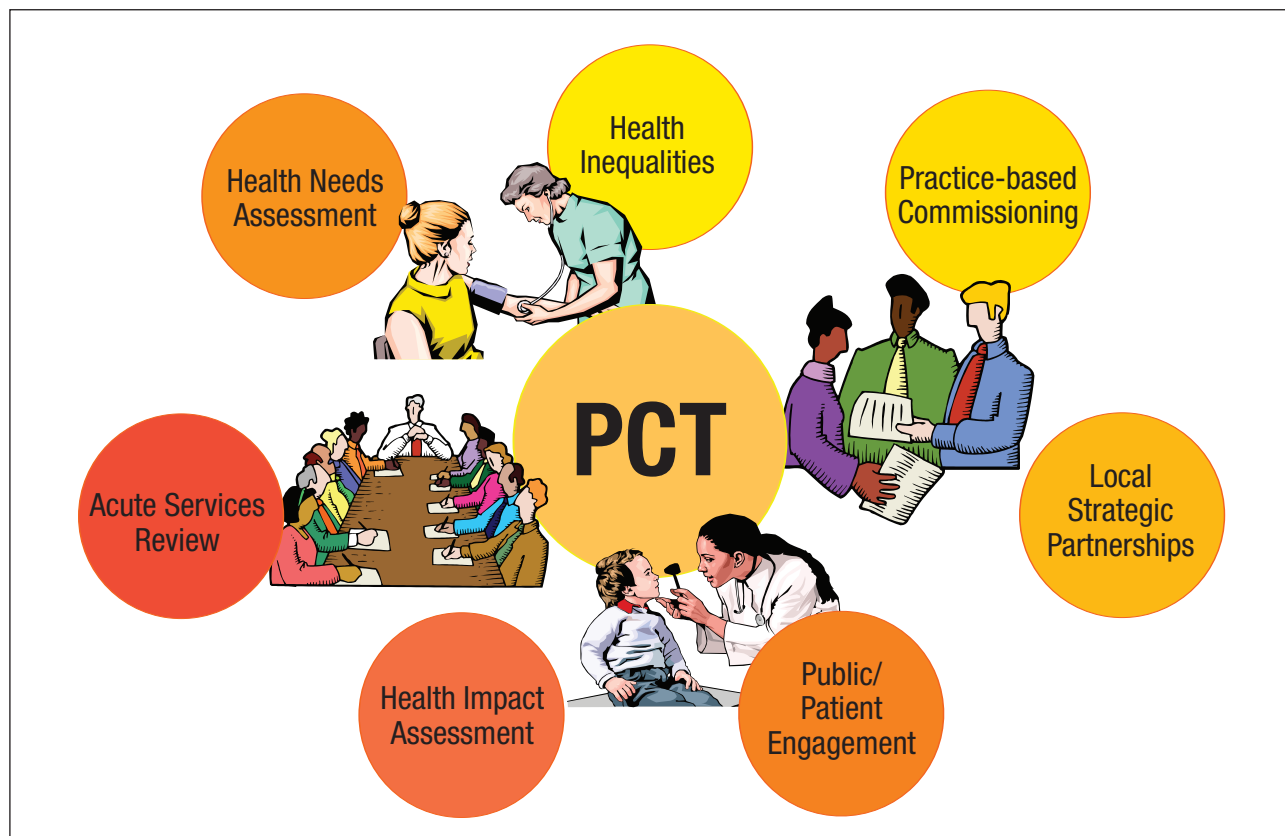 Health
Inequalities
Health Needs
Assessment
Practice-based
Commissioning
PCT
Acute Services
Review
Local
Strategic
Partnerships
Health Impact
Assessment
Public/
Patient
Engagement